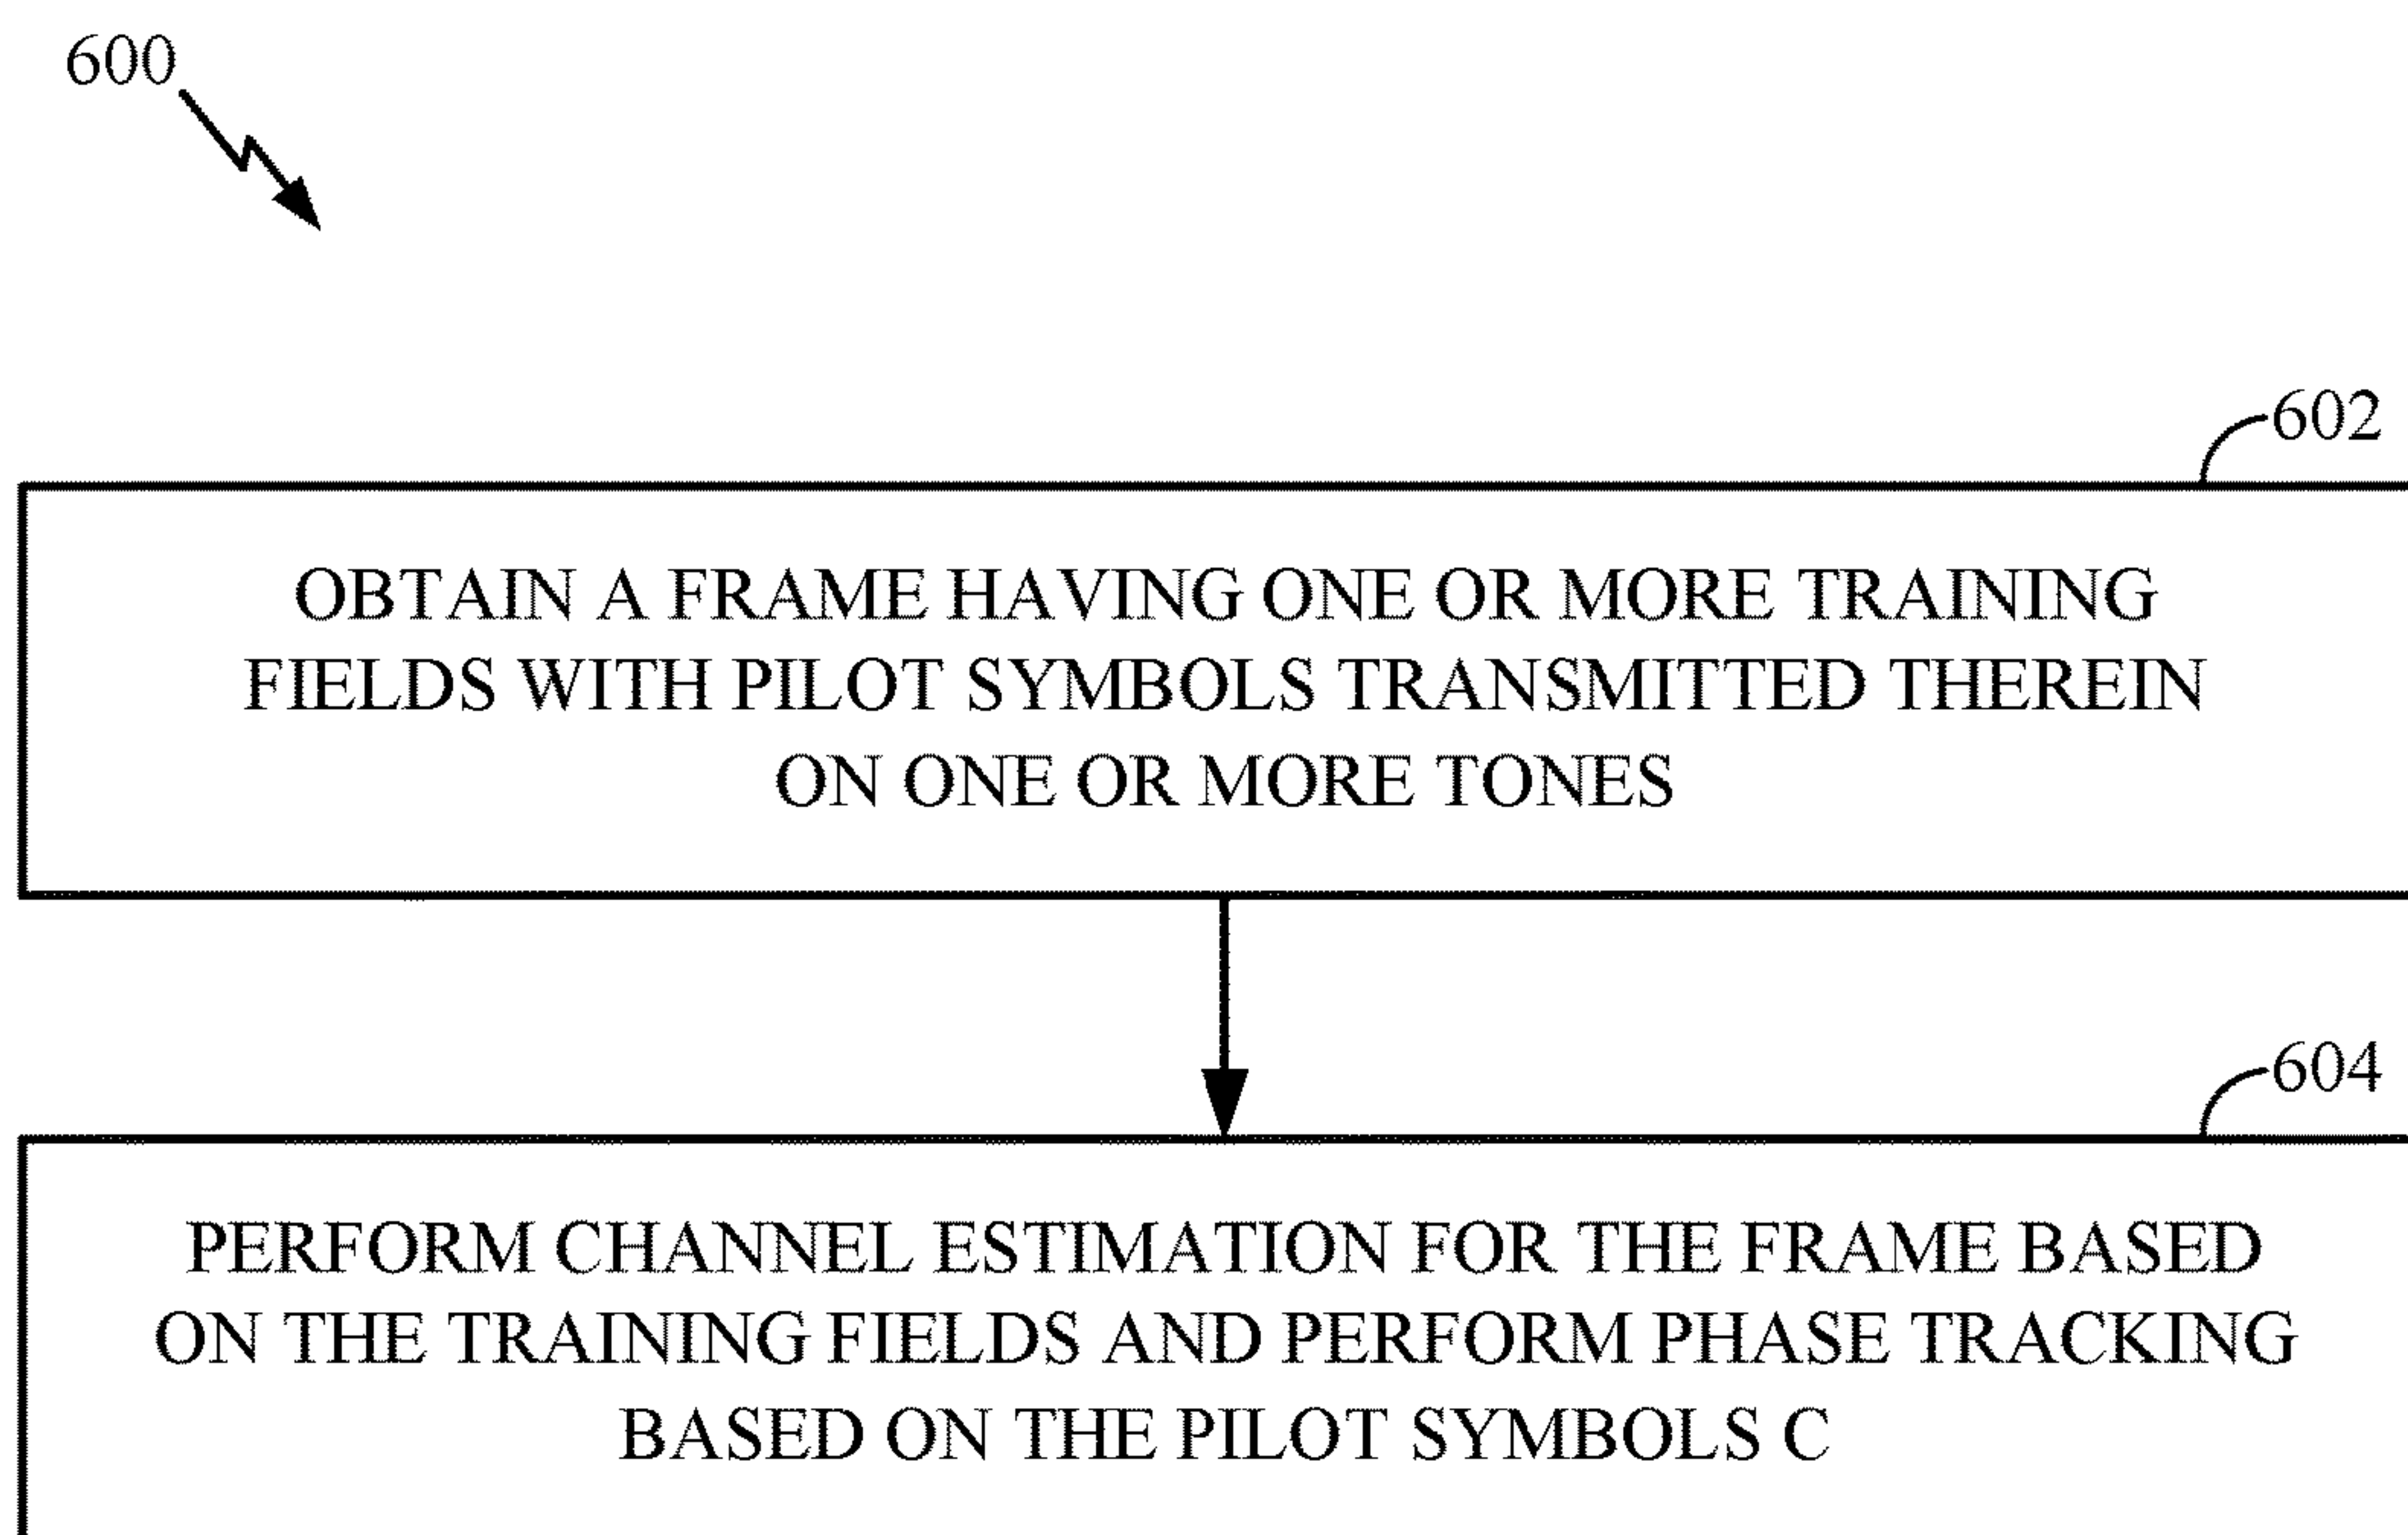 600
602
OBTAIN A FRAME HAVING ONE OR MORE TRAINING
FIELDS WITH PILOT SYMBOLS TRANSMITTED THEREIN
ON ONE OR MORE TONES
604
PERFORM CHANNEL ESTIMATION FOR THE FRAME BASED
ON THE TRAINING FIELDS AND PERFORM PHASE TRACKING
BASED ON THE PILOT SYMBOLS C